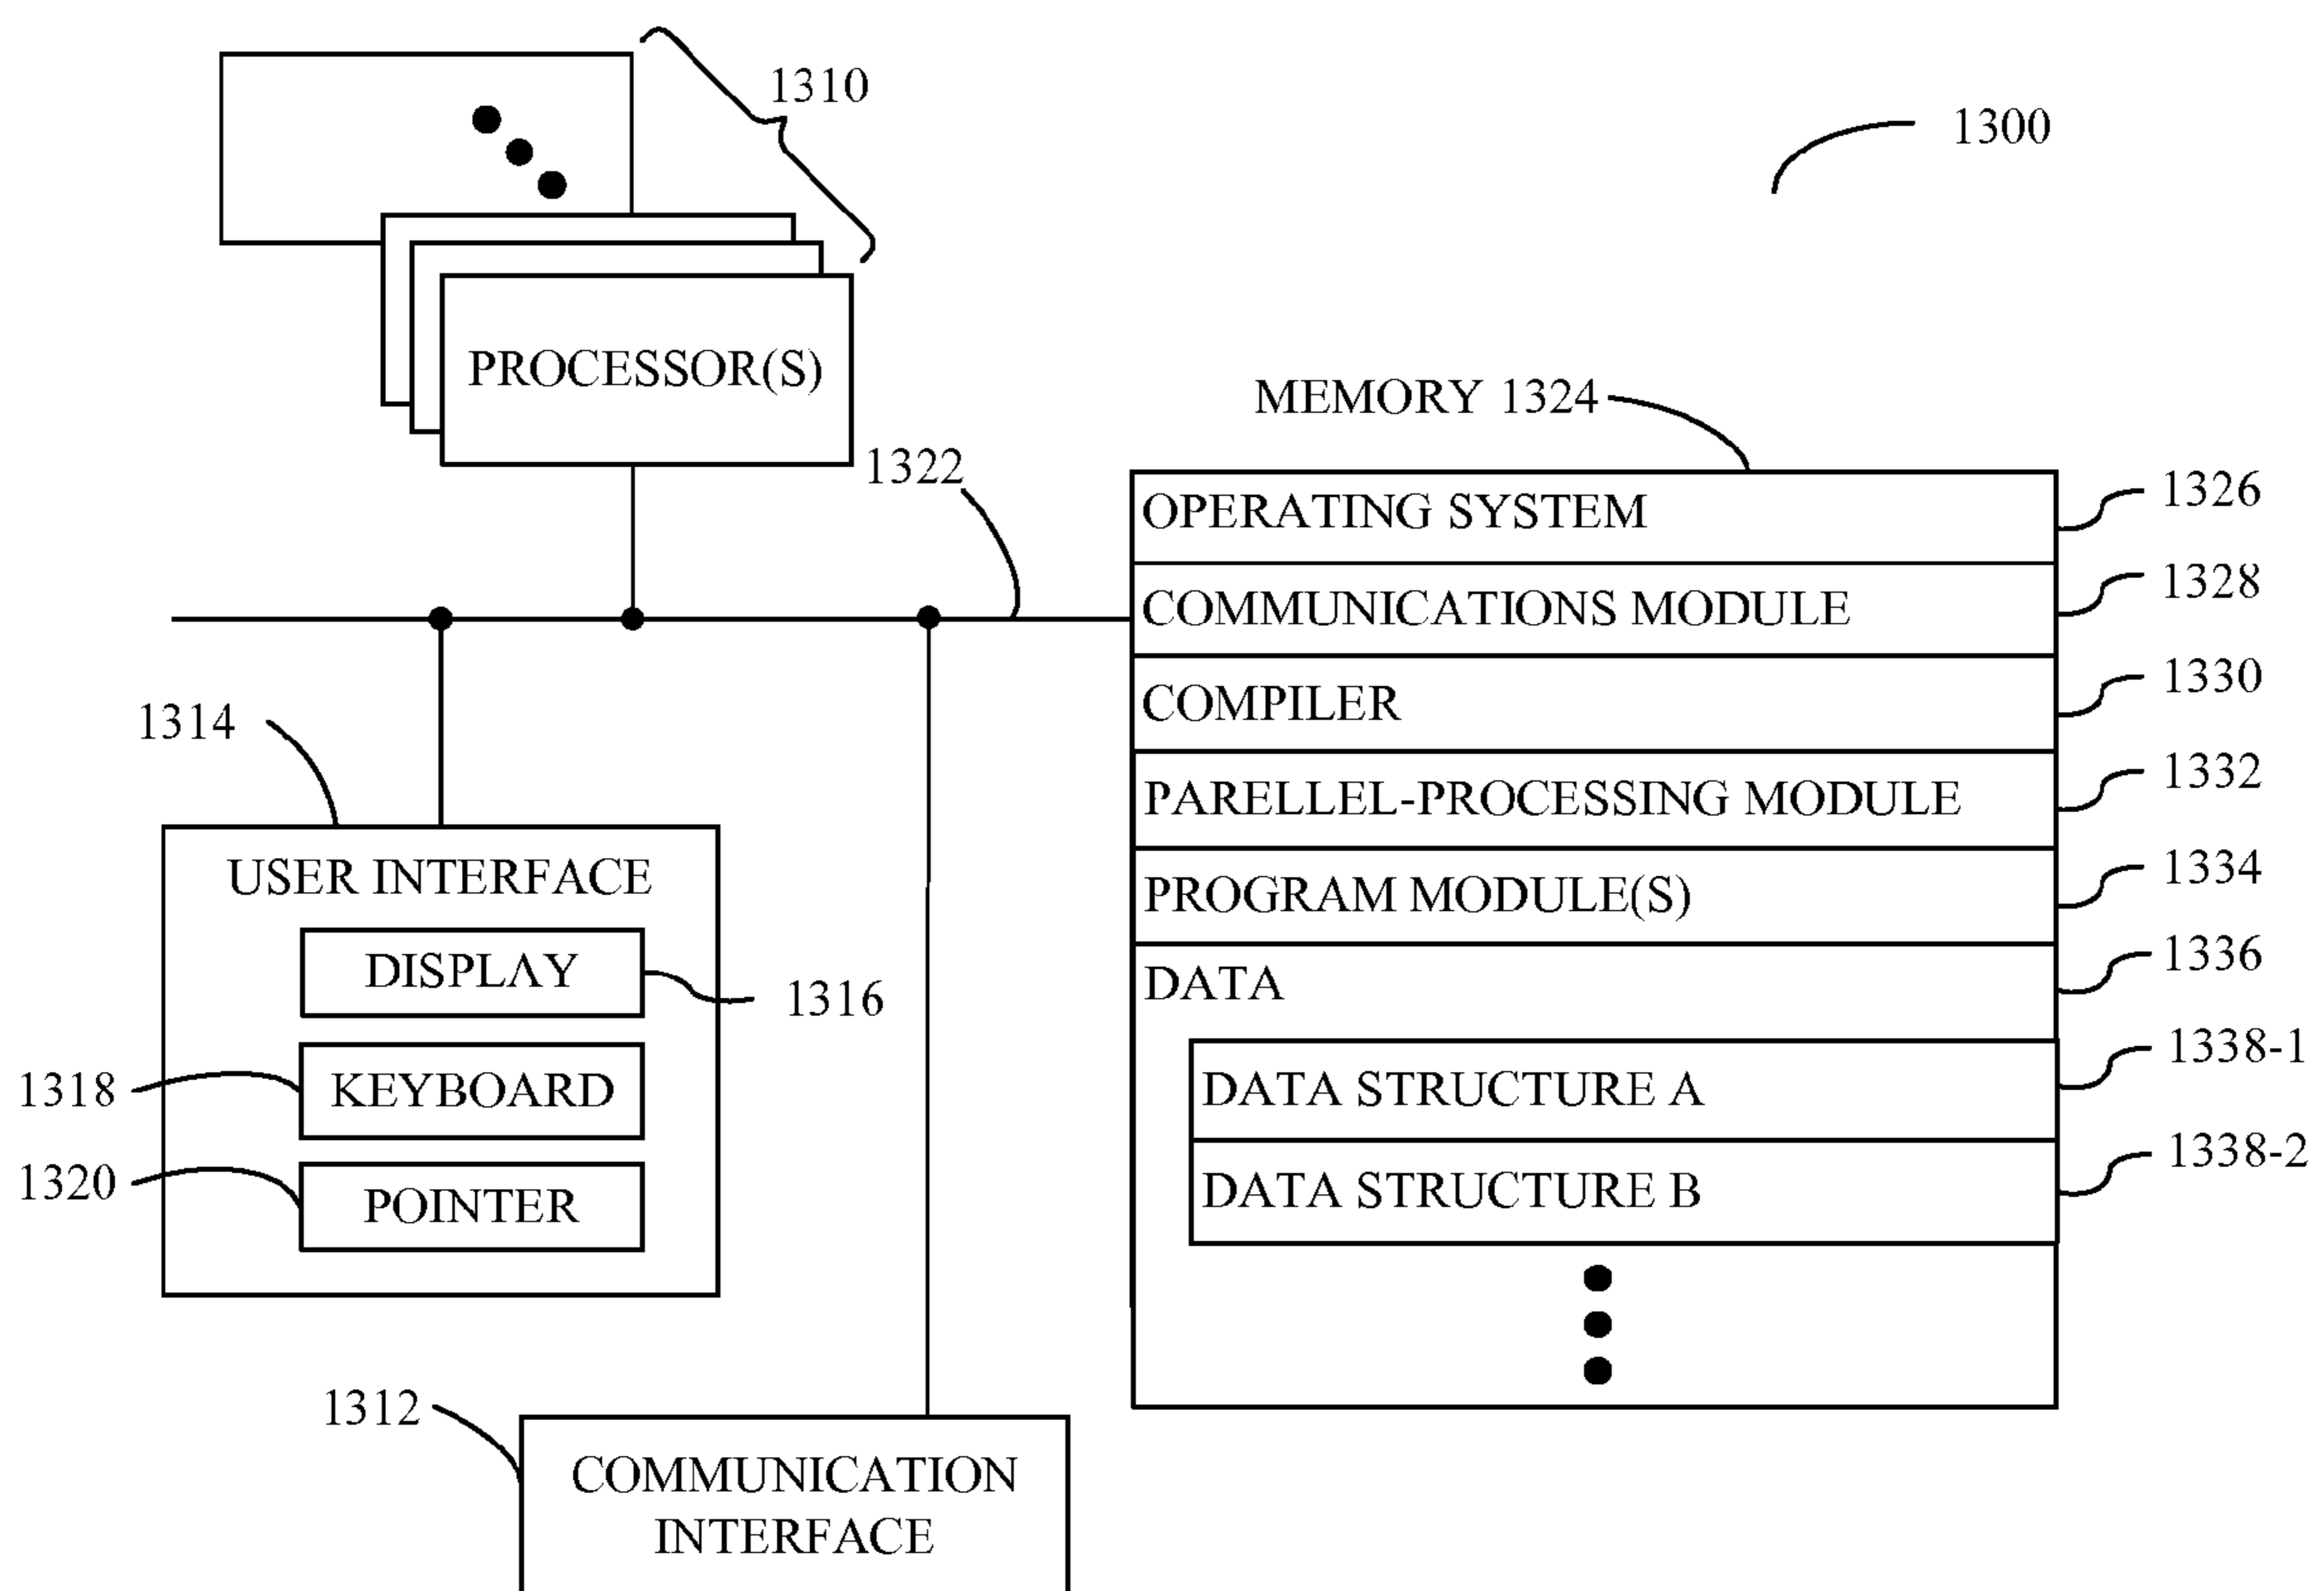 1310
1300
PROCESSOR(S)
MEMORY 1324
1322
OPERATING SYSTEM
1326
COMMUNICATIONS MODULE
1328
COMPILER
1330
PARELLEL-PROCESSING MODULE
1332
PROGRAM MODULE(S)
1334
DATA
1336
DATA STRUCTURE A
1338-1
DATA STRUCTURE B
1338-2
1314
USER INTERFACE
DISPLAY
1316
1318
KEYBOARD
1320
POINTER
1312
COMMUNICATION
INTERFACE